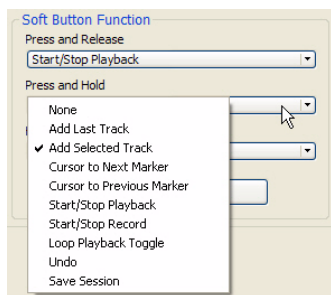 Soft Button Function
Press and Release
Start/Stop Playback
Press and Hold
None
Add Last Track
Add Selected Track
Cursor to Next Marker
Cursor to Previous Marker
Start/Stop Playback
Start/Stop Record
Loop Playback Toggle
Undo
Save Session